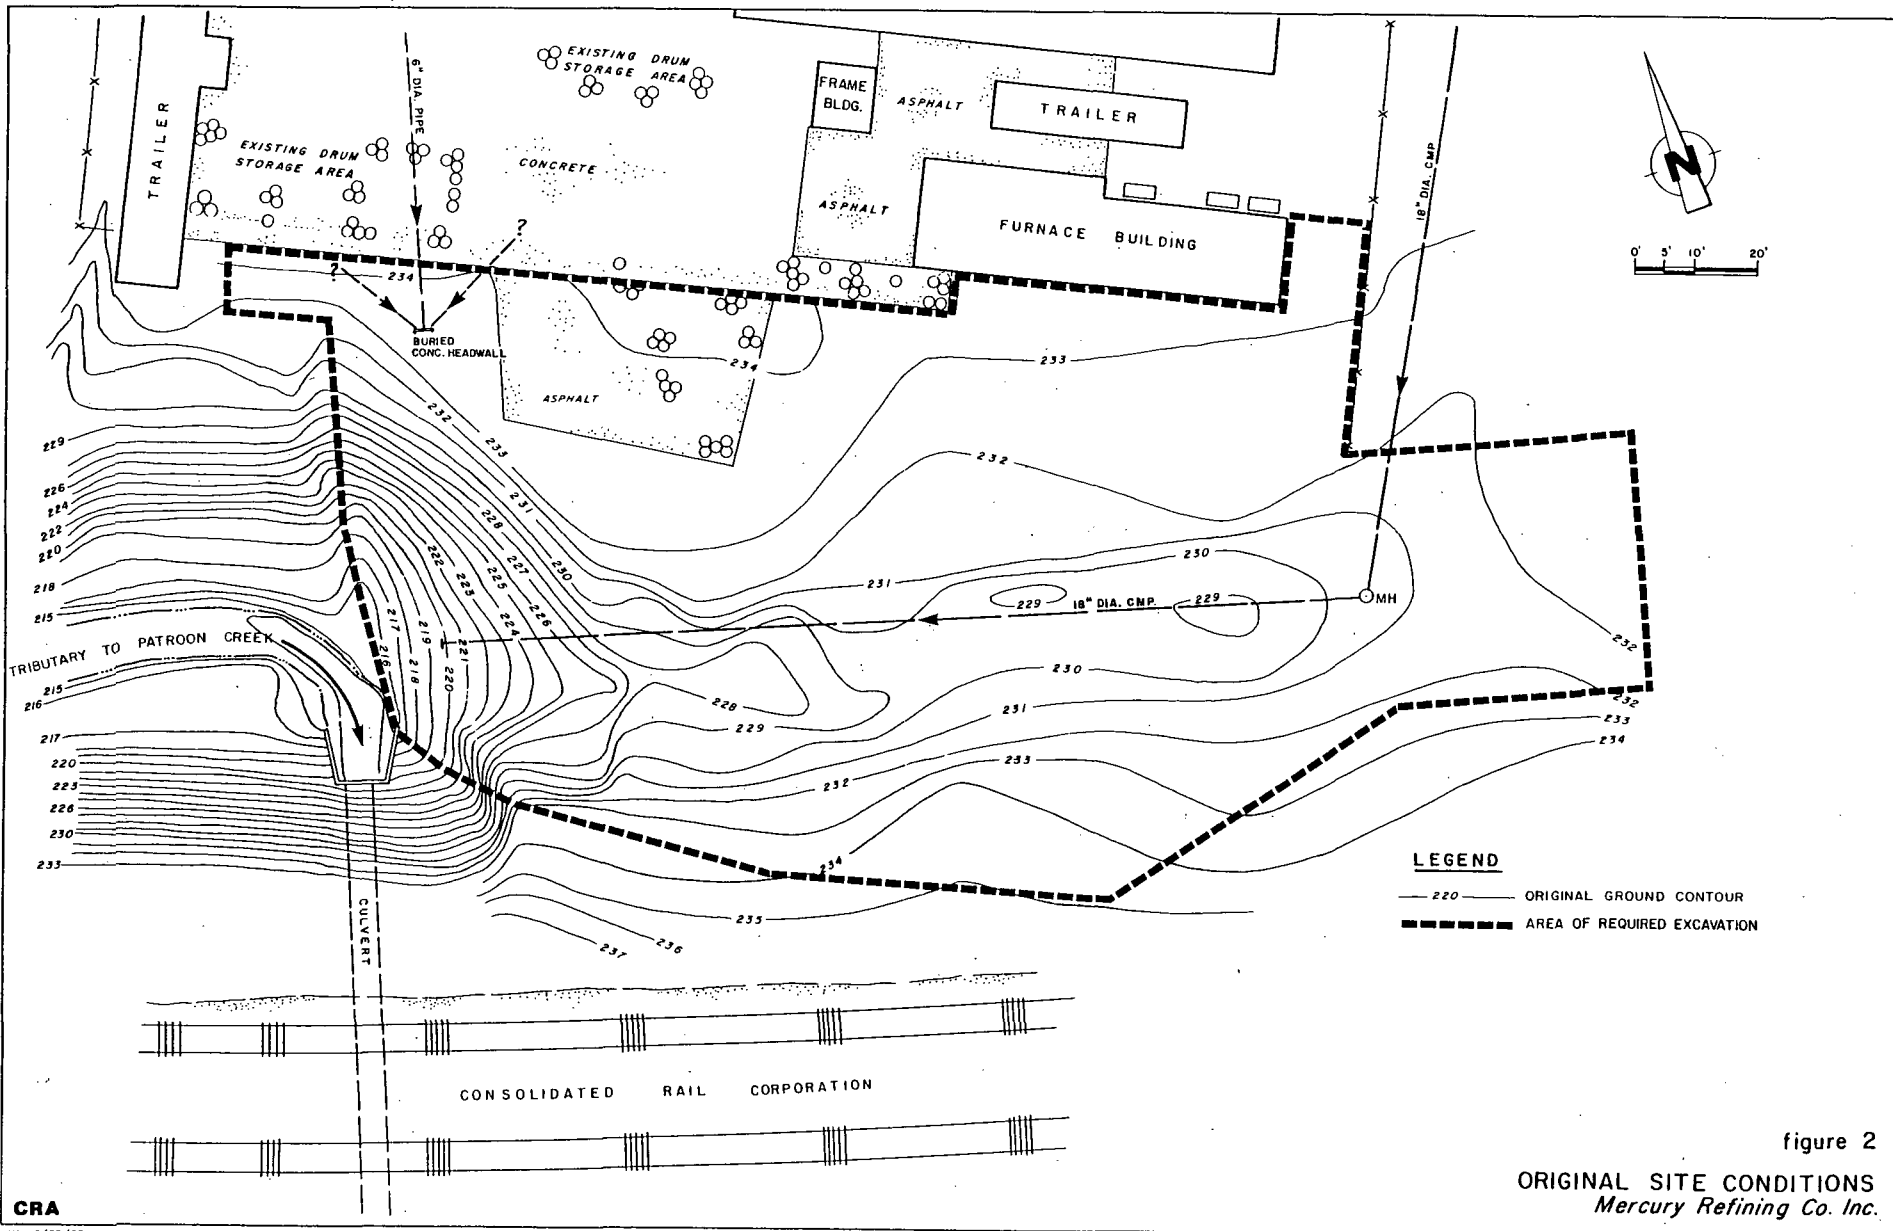 EXISTING DRUM
STORAGE AREA
6" DIA. PIPE
FRAME
BLDG.
ASPHALT
TRAILER
TRAILER
EXISTING DRUM
STORAGE AREA
CONCRETE
18" DIA. CMP
N
ASPHALT
FURNACE BUILDING
?
?
0' 5' 10' 20'
234
BURIED
CONC. HEADWALL
234
233
ASPHALT
232
233
232
229
226
224
222
220
218
215
231
228
227
230
222
223
225
224
226
230
231
229
18" DIA. CMP.
229
MH
217
219
221
216
218
220
232
TRIBUTARY TO PATROON CREEK
215
216
230
228
229
231
232
233
234
217
220
223
226
230
233
233
232
234
235
236
237
CULVERT
LEGEND
220 ORIGINAL GROUND CONTOUR
AREA OF REQUIRED EXCAVATION
CONSOLIDATED RAIL CORPORATION
figure 2
ORIGINAL SITE CONDITIONS
Mercury Refining Co. Inc.
CRA